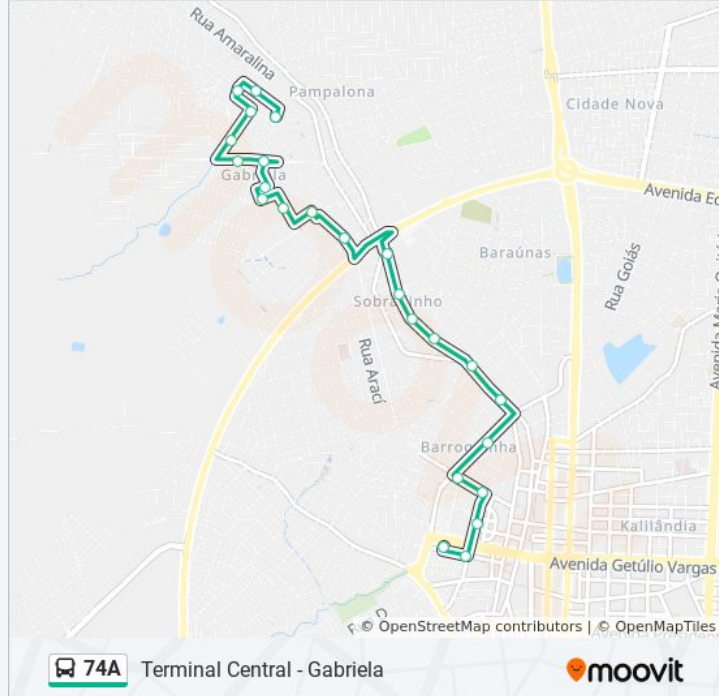 Rua Amaralina
Pampalona
Cidade Nova
Gabriela
Avenida Ed
Baraúnas
Rua Goiás
Sobradinho
Rua Aracî
Barroquinha
Kalilândia
Avenida Getúlio Vargas
© OpenStreetMap contributors | © OpenMapTiles
74A Terminal Central - Gabriela
moovit